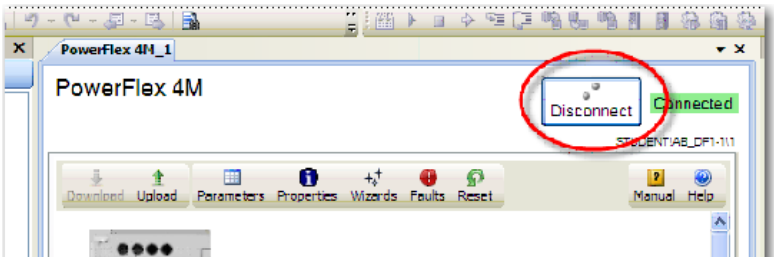 PowerFlex 4M_1
PowerFlex 4M
Disconnect
Connected
STUDENT\AB_DF1-1\1
Download Upload Parameters Properties Wizards Faults Reset Manual Help